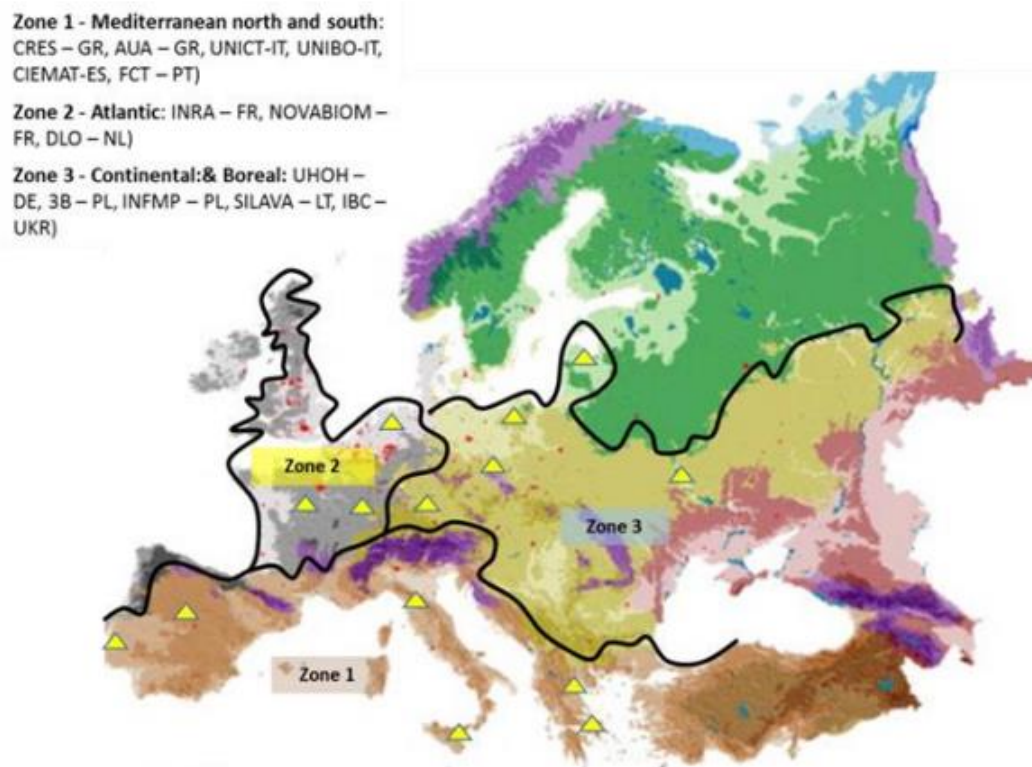 Zone 1 - Mediterranean north and south:
CRES – GR, AUA – GR, UNICT-IT, UNIBO-IT,
CIEMAT-ES, FCT – PT)
Zone 2 - Atlantic: INRA – FR, NOVABIOM –
FR, DLO – NL)
Zone 3 - Continental:& Boreal: UHOH –
DE, 3B – PL, INFMP – PL, SILAVA – LT, IBC –
UKR)
Zone 2
Zone 3
Zone 1